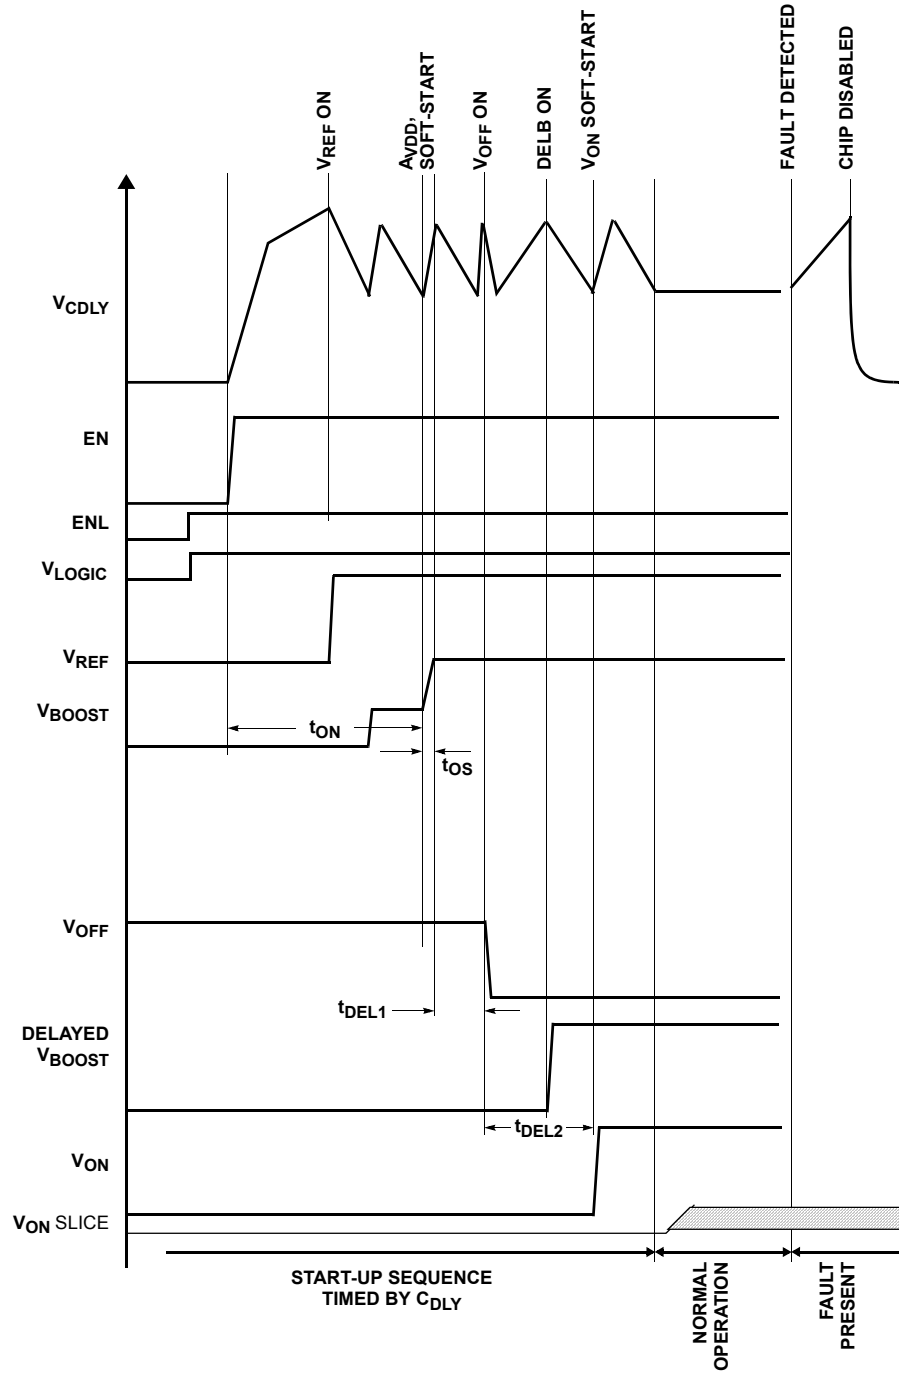 VREF ON
AVDD,
SOFT-START
VOFF ON
DELB ON
VON SOFT-START
FAULT DETECTED
CHIP DISABLED
VCDLY
EN
ENL
VLOGIC
VREF
VBOOST
tON
tOS
VOFF
tDEL1
DELAYED
VBOOST
tDEL2
VON
VON SLICE
START-UP SEQUENCE
TIMED BY CDLY
NORMAL
OPERATION
FAULT
PRESENT